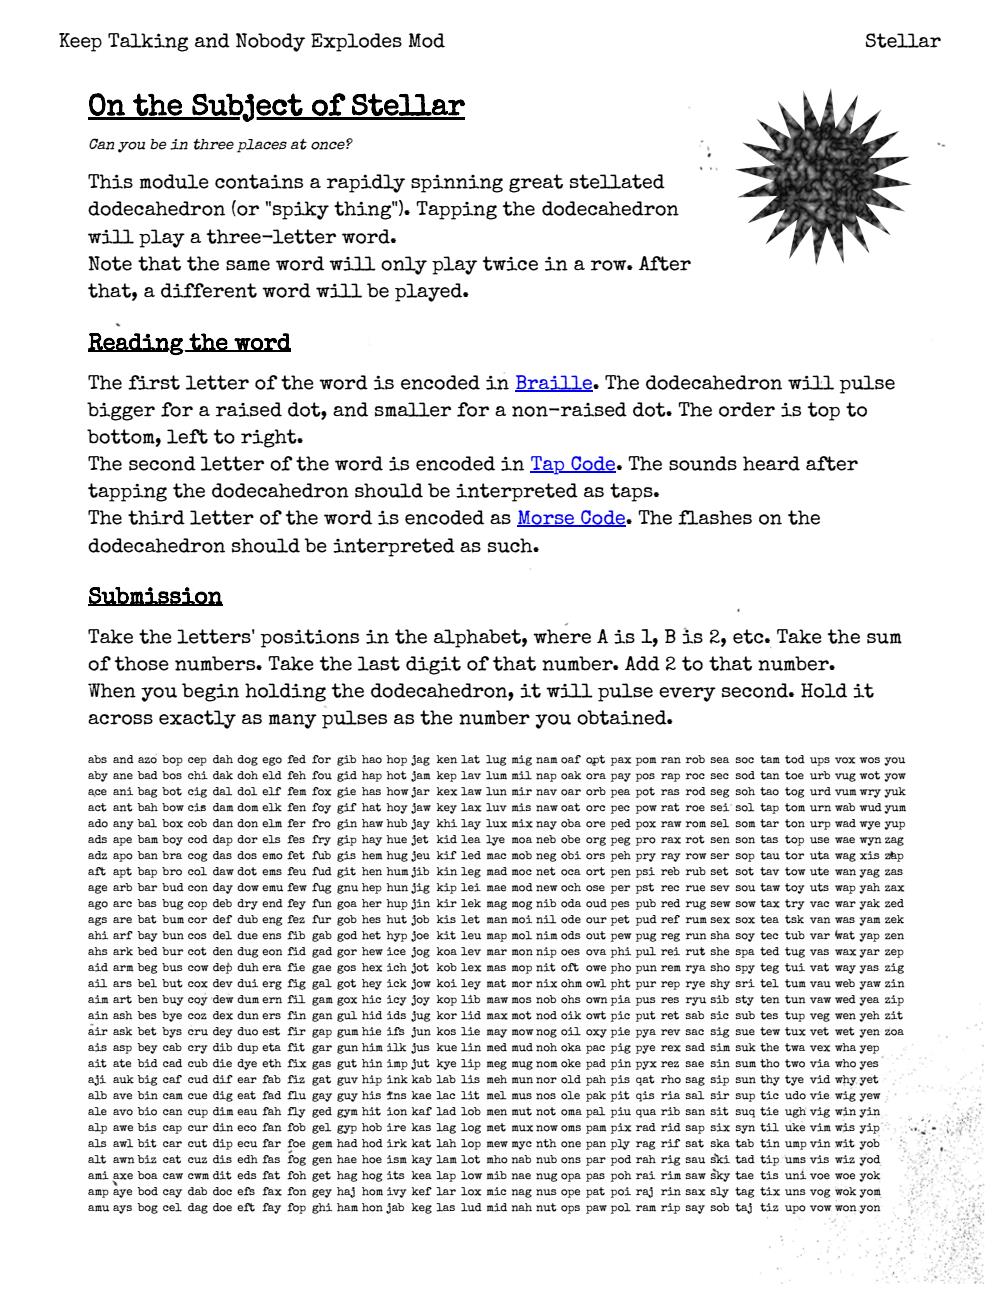 Keep Talking and Nobody Explodes Mod
Stellar
On the Subject of Stellar
Can you be in three places at once?
This module contains a rapidly spinning great stellated
dodecahedron (or "spiky thing"). Tapping the dodecahedron
will play a three-letter word.
Note that the same word will only play twice in a row. After
that, a different word will be played.
Reading the word
The first letter of the word is encoded in Braille. The dodecahedron will pulse
bigger for a raised dot, and smaller for a non-raised dot. The order is top to
bottom, left to right.
The second letter of the word is encoded in Tap Code. The sounds heard after
tapping the dodecahedron should be interpreted as taps.
The third letter of the word is encoded as Morse Code. The flashes on the
dodecahedron should be interpreted as such.
Submission
Take the letters' positions in the alphabet, where A is 1, B is 2, etc. Take the sum
of those numbers. Take the last digit of that number. Add 2 to that number.
When you begin holding the dodecahedron, it will pulse every second. Hold it
across exactly as many pulses as the number you obtained.
abs and azo bop cep dah dog ego fed for gib hao hop jag ken lat lug mig nam oaf opt pax pom ran rob sea soc tam tod ups vox wos you
aby ane bad bos chi dak doh eld feh fou gid hap hot jam kep lav lum mil nap oak ora pay pos rap roc sec sod tan toe urb vug wot yow
ace ani bag bot cig dal dol elf fem fox gie has how jar kex law lun mir nav oar orb pea pot ras rod seg soh tao tog urd vum wry yuk
act ant bah bow cis dam dom elk fen foy gif hat hoy jaw key lax luv mis naw oat orc pec pow rat roe sei sol tap tom urn wab wud yum
ado any bal box cob dan don elm fer fro gin haw hub jay khi lay lux mix nay oba ore ped pox raw rom sel som tar ton urp wad wye yup
ads ape bam boy cod dap dor els fes fry gip hay hue jet kid lea lye moa neb obe org peg pro rax rot sen son tas top use wae wyn zag
adz apo ban bra cog das dos emo fet fub gis hem hug jeu kif led mac mob neg obi ors peh pry ray row ser sop tau tor uta wag xis zap
aft apt bap bro col daw dot ems feu fud git hen hum jib kin leg mad moc net oca ort pen psi reb rub set sot tav tow ute wan yag zas
age arb bar bud con day dow emu few fug gnu hep hun jig kip lei mae mod new och ose per pst rec rue sev sou taw toy uts wap yah zax
ago arc bas bug cop deb dry end fey fun goa her hup jin kir lek mag mog nib oda oud pes pub red rug sew sow tax try vac war yak zed
ags are bat bum cor def dub eng fez fur gob hes hut job kis let man moi nil ode our pet pud ref rum sex sox tea tsk van was yam zek
ahi arf bay bun cos del due ens fib gab god het hyp joe kit leu map mol nim ods out pew pug reg run sha soy tec tub var wat yap zen
ahs ark bed bur cot den dug eon fid gad gor hew ice jog koa lev mar mon nip oes ova phi pul rei rut she spa ted tug vas wax yar zep
aid arm beg bus cow dep duh era fie gae gos hex ich jot kob lex mas mop nit oft owe pho pun rem rya sho spy teg tui vat way yas zig
ail ars bel but cox dev dui erg fig gal got hey ick jow koi ley mat mor nix ohm owl pht pur rep rye shy sri tel tum vau web yaw zin
aim art ben buy coy dew dum ern fil gam gox hic icy joy kop lib maw mos nob ohs own pia pus res ryu sib sty ten tun vaw wed yea zip
ain ash bes bye coz dex dun ers fin gan gul hid ids jug kor lid max mot nod oik owt pic put ret sab sic sub tes tup veg wen yeh zit
air ask bet bys cru dey duo est fir gap gum hie ifs jun kos lie may mow nog oil oxy pie pya rev sac sig sue tew tux vet wet yen zoa
ais asp bey cab cry dib dup eta fit gar gun him ilk jus kue lin med mud noh oka pac pig pye rex sad sim suk the twa vex wha yep
ait ate bid cad cub die dye eth fix gas gut hin imp jut kye lip meg mug nom oke pad pin pyx rez sae sin sum tho two via who yes
aji auk big caf cud dif ear fab fiz gat guv hip ink kab lab lis meh mun nor old pah pis qat rho sag sip sun thy tye vid why yet
alb ave bin cam cue dig eat fad flu gay guy his ins kae lac lit mel mus nos ole pak pit qis ria sal sir sup tic udo vie wig yew
ale avo bio can cup dim eau fah fly ged gym hit ion kaf lad lob men mut not oma pal piu qua rib san sit suq tie ugh vig win yin
alp awe bis cap cur din eco fan fob gel gyp hob ire kas lag log met mux now oms pam pix rad rid sap six syn til uke vim wis yip
als awl bit car cut dip ecu far foe gem had hod irk kat lah lop mew myc nth one pan ply rag rif sat ska tab tin ump vin wit yob
alt awn biz cat cuz dis edh fas fog gen hae hoe ism kay lam lot mho nab nub ons par pod rah rig sau ski tad tip ums vis wiz yod
ami axe boa caw cwm dit eds fat foh get hag hog its kea lap low mib nae nug opa pas poh rai rim saw sky tae tis uni voe woe yok
amp aye bod cay dab doc efs fax fon gey haj hom ivy kef lar lox mic nag nus ope pat poi raj rin sax sly tag tix uns vog wok yom
amu ays bog cel dag doe eft fay fop ghi ham hon jab keg las lud mid nah nut ops paw pol ram rip say sob taj tiz upo vow won yon